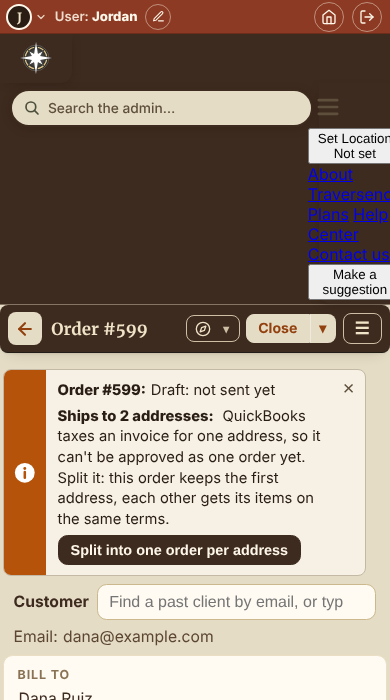 J User: Jordan
Search the admin...
Set Location
Not set
About
Plans Help
Center
Contact us
Make a
suggestion
Order #599 Close
Order #599: Draft: not sent yet
Ships to 2 addresses: QuickBooks
taxes an invoice for one address, so it
can't be approved as one order yet.
Split it: this order keeps the first
address, each other gets its items on
the same terms.
Split into one order per address
Customer Find a past client by email, or typ
Email: dana@example.com
BILL TO
Dana Ruiz